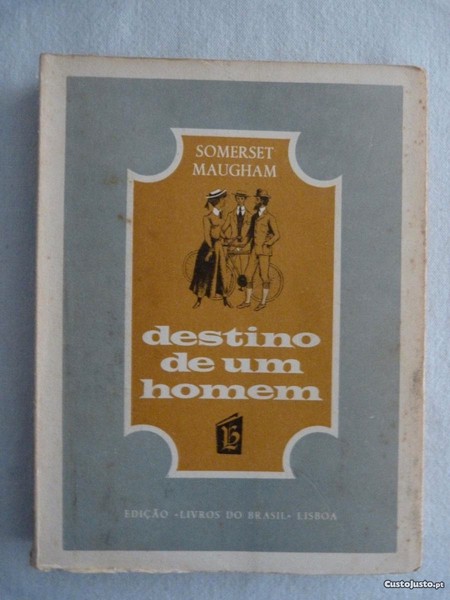 SOMERSET
MAUGHAM
destino
de um
homem
EDIÇÃO «LIVROS DO BRASIL» LISBOA
CustoJusto.pt